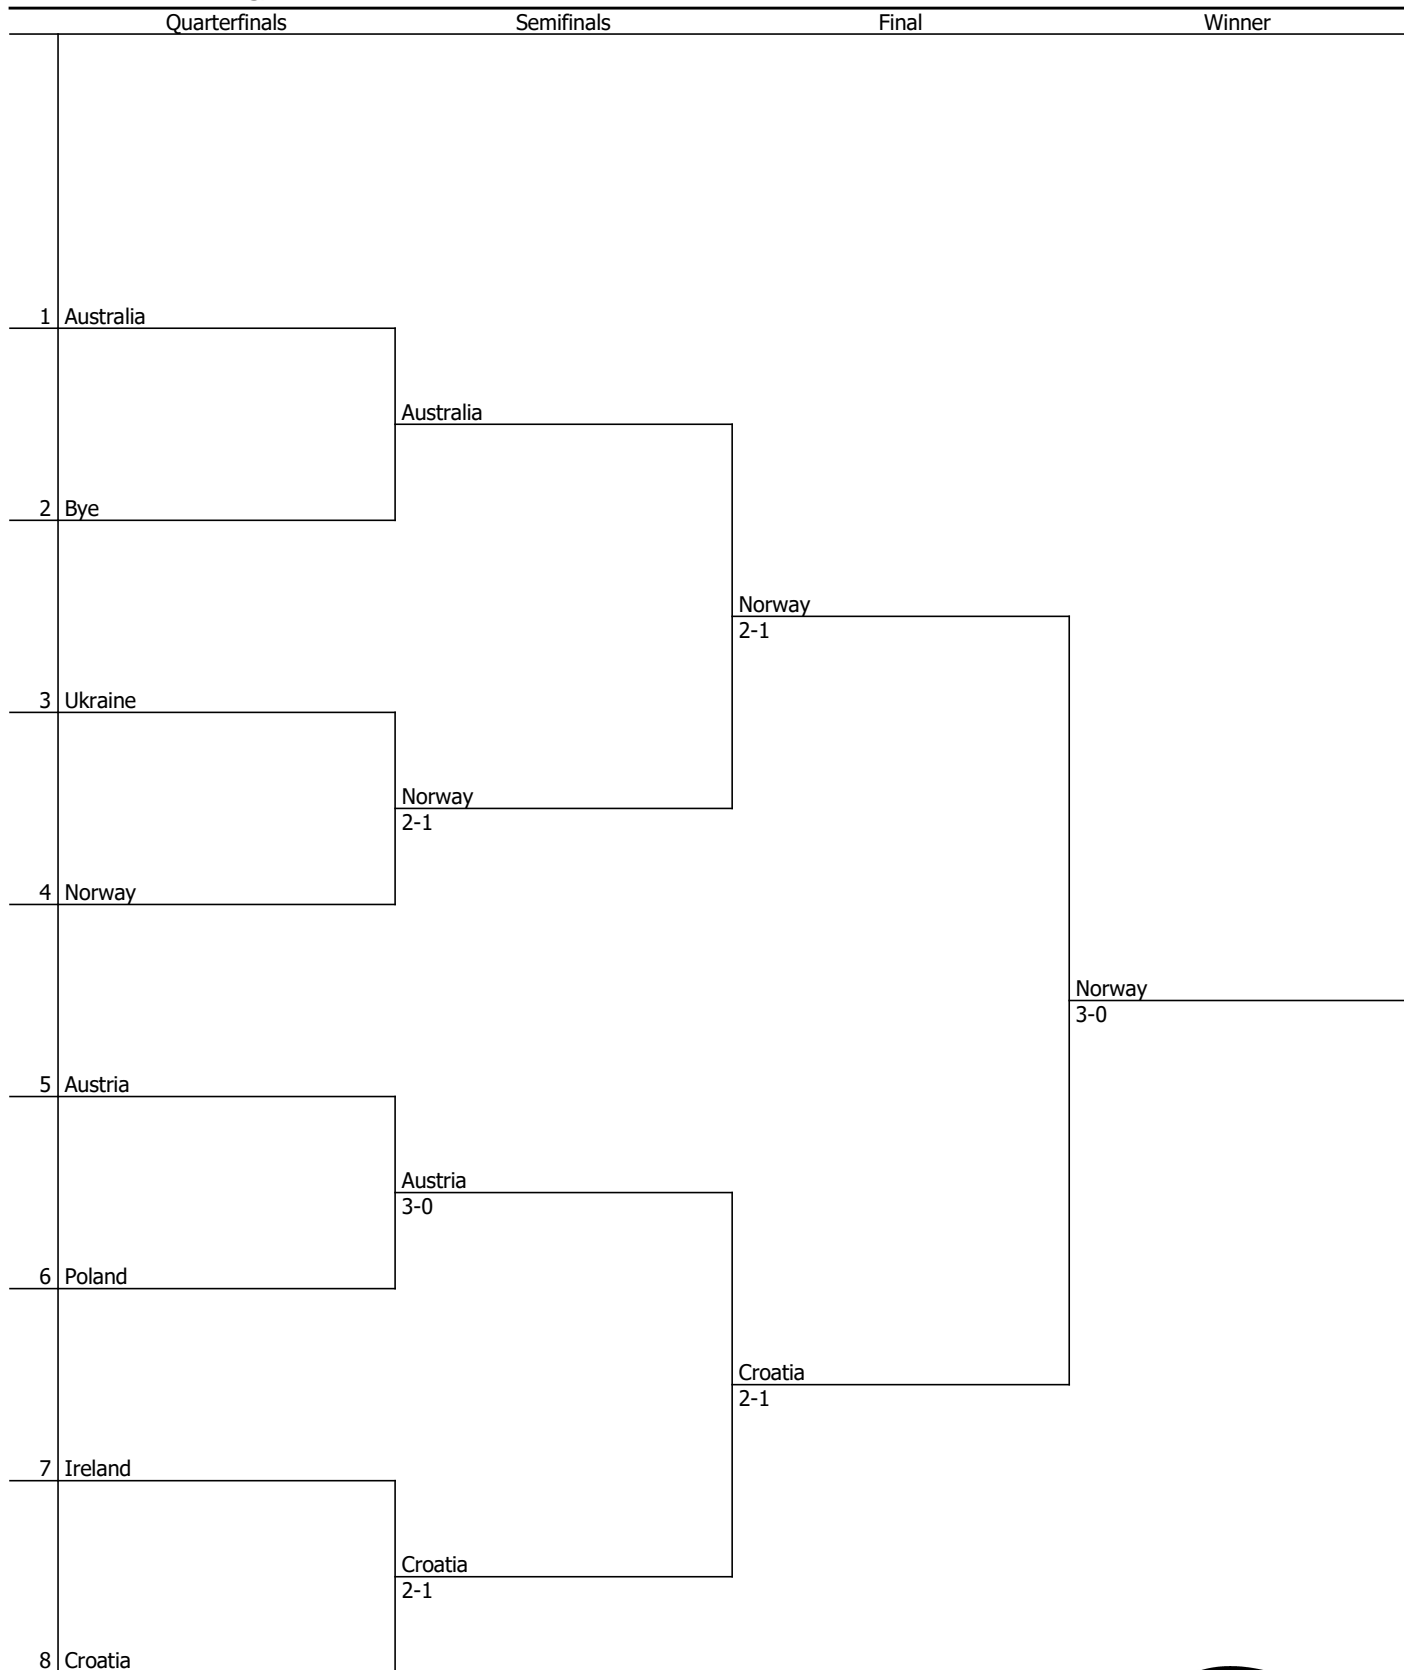 Quarterfinals Semifinals Final Winner
1 Australia
Australia
2 Bye
Norway
2-1
3 Ukraine
Norway
2-1
4 Norway
Norway
3-0
5 Austria
Austria
3-0
6 Poland
Croatia
2-1
7 Ireland
Croatia
2-1
8 Croatia